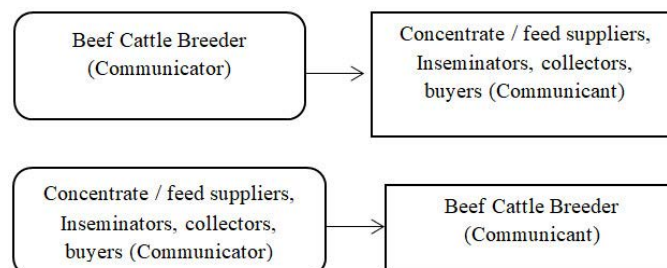 Beef Cattle Breeder
(Communicator)
Concentrate / feed suppliers,
Inseminators, collectors,
buyers (Communicant)
Concentrate / feed suppliers,
Inseminators, collectors,
buyers (Communicator)
Beef Cattle Breeder
(Communicant)